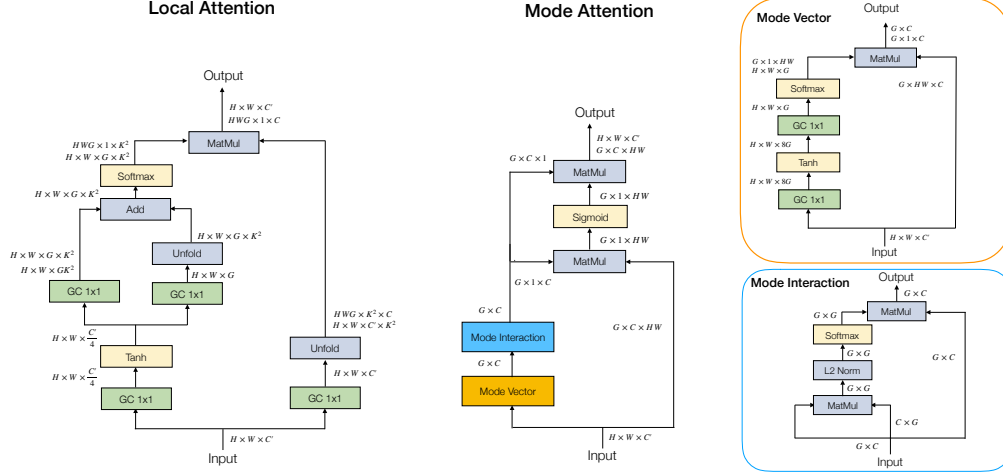 Local Attention
Output
H × W × C′
HWG × 1 × C
MatMul
HWG × 1 × K²
H × W × G × K²
Softmax
H × W × G × K²
Add
H × W × G × K²
Unfold
H × W × G × K²
H × W × GK²
H × W × G
GC 1x1
GC 1x1
H × W × C′/4
Tanh
H × W × C′/4
GC 1x1
HWG × K² × C
H × W × C′ × K²
Unfold
H × W × C′
GC 1x1
H × W × C′
Input
Mode Attention
Output
H × W × C′
G × C × HW
G × C × 1
MatMul
G × 1 × HW
Sigmoid
G × 1 × HW
MatMul
G × 1 × C
G × C
G × C × HW
Mode Interaction
G × C
Mode Vector
H × W × C′
Input
Mode Vector
Output
G × C
G × 1 × C
MatMul
G × 1 × HW
H × W × G
Softmax
G × HW × C
H × W × G
GC 1x1
H × W × 8G
Tanh
H × W × 8G
GC 1x1
H × W × C′
Input
Mode Interaction
Output
G × C
MatMul
G × G
Softmax
G × G
L2 Norm
G × C
G × G
MatMul
C × G
G × C
Input